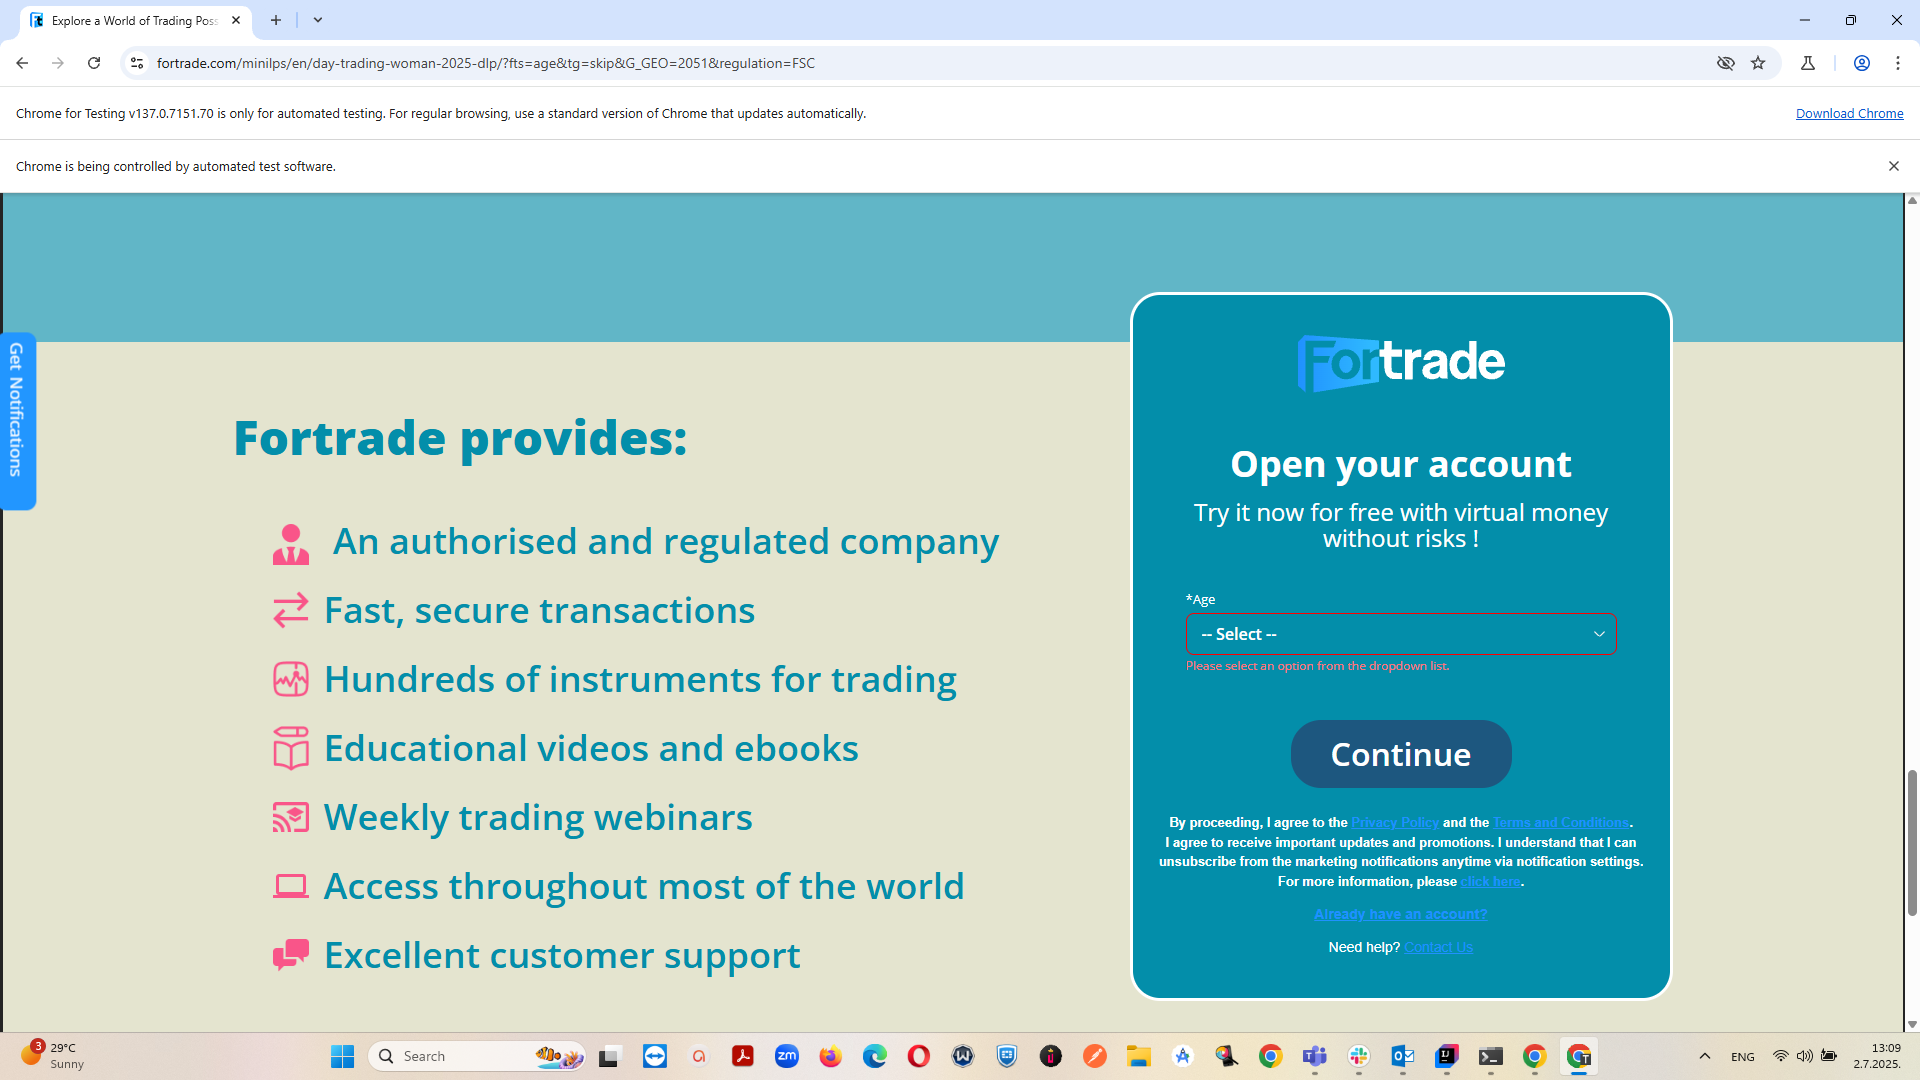 Explore a World of Trading Poss
fortrade.com/minilps/en/day-trading-woman-2025-dlp/?fts=age&tg=skip&G_GEO=2051&regulation=FSC
Chrome for Testing v137.0.7151.70 is only for automated testing. For regular browsing, use a standard version of Chrome that updates automatically.
Download Chrome
Chrome is being controlled by automated test software.
Get Notifications
Fortrade provides:
An authorised and regulated company
Fast, secure transactions
Hundreds of instruments for trading
Educational videos and ebooks
Weekly trading webinars
Access throughout most of the world
Excellent customer support
Fortrade
Open your account
Try it now for free with virtual money
without risks !
*Age
-- Select --
Please select an option from the dropdown list.
Continue
By proceeding, I agree to the Privacy Policy and the Terms and Conditions.
I agree to receive important updates and promotions. I understand that I can
unsubscribe from the marketing notifications anytime via notification settings.
For more information, please click here.
Already have an account?
Need help? Contact Us
3
29°C
Sunny
Search
zm
ENG
13:09
2.7.2025.